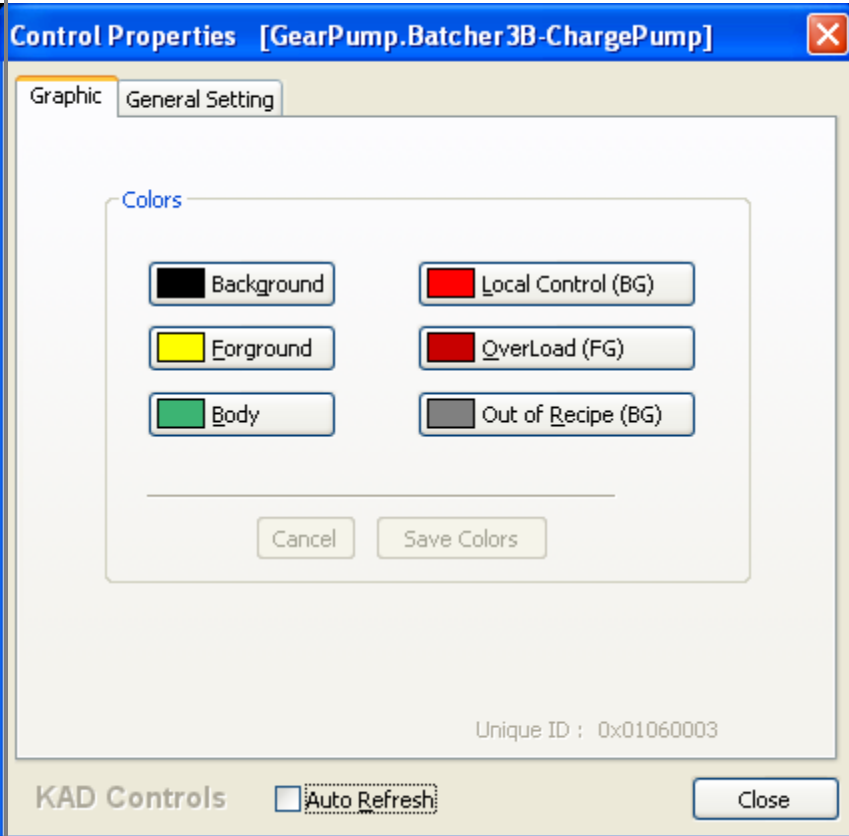 Control Properties [GearPump.Batcher3B-ChargePump]
Graphic General Setting
Colors
Background Local Control (BG)
Forground OverLoad (FG)
Body Out of Recipe (BG)
Cancel Save Colors
Unique ID : 0x01060003
KAD Controls Auto Refresh Close